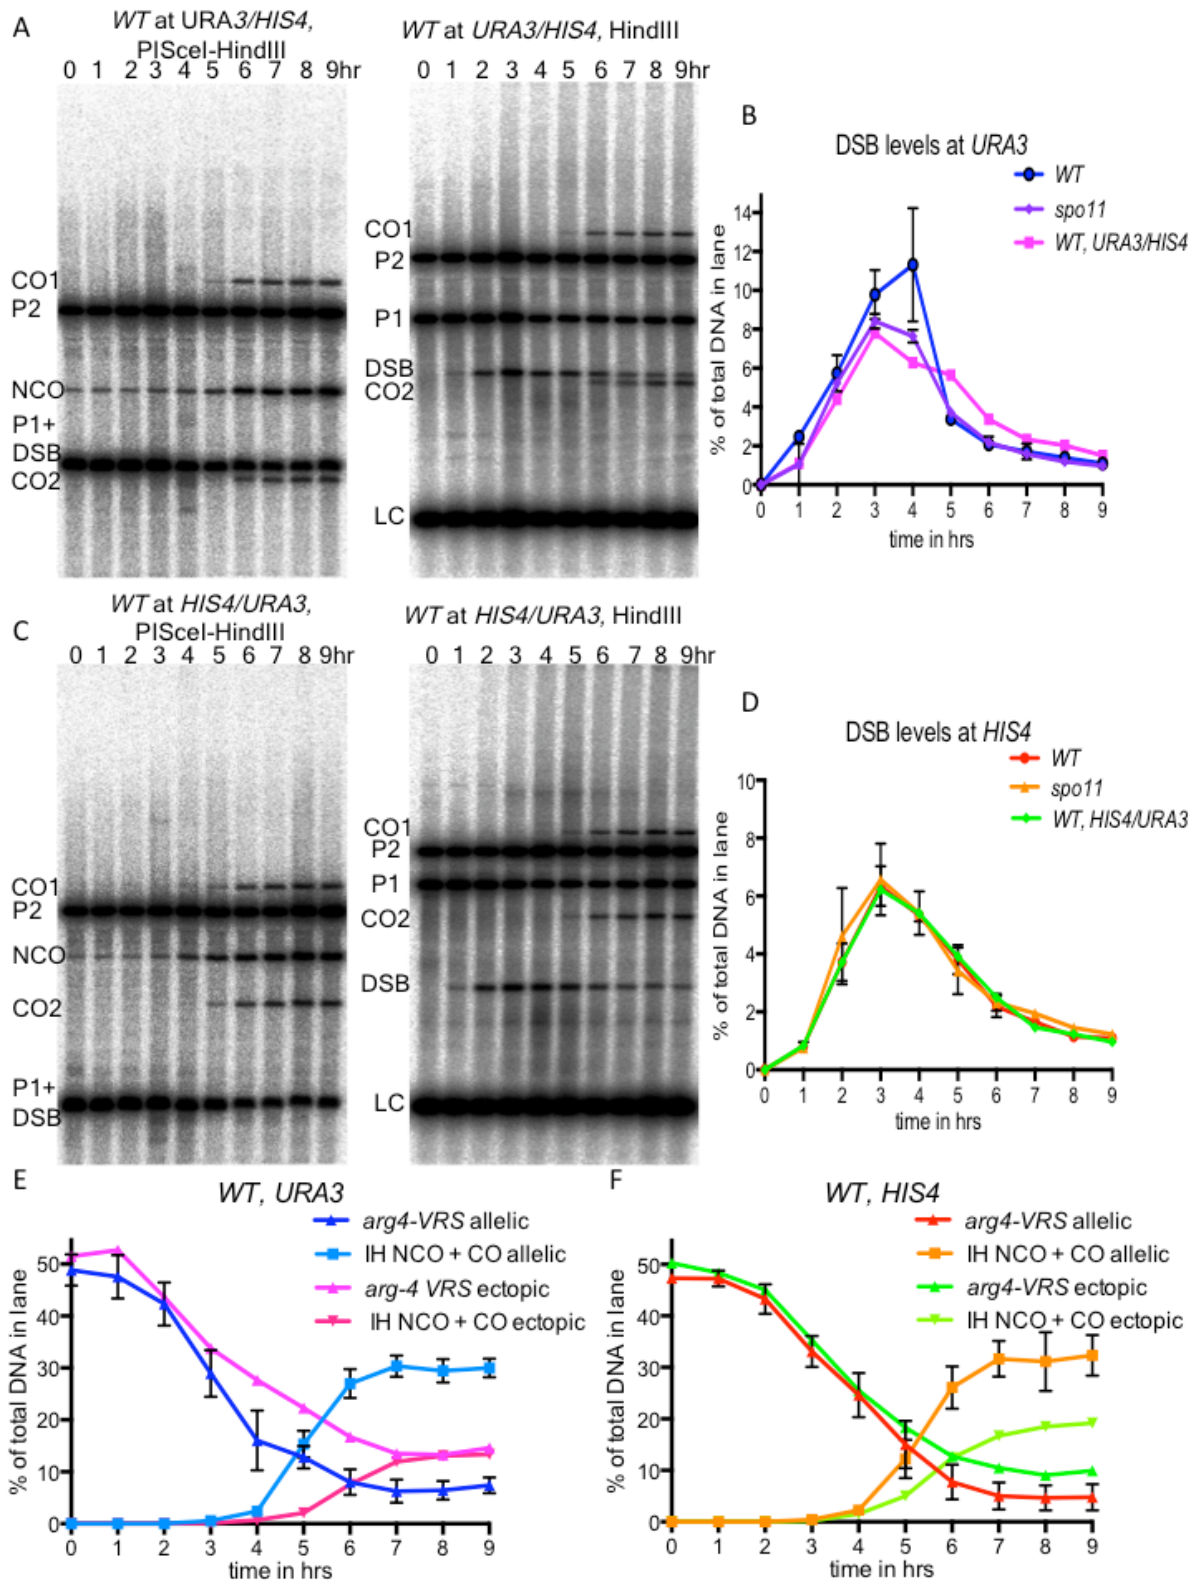 A
WT at URA3/HIS4,
PISceI-HindIII
0 1 2 3 4 5 6 7 8 9hr
CO1
P2
NCO
P1+
DSB
CO2
WT at URA3/HIS4, HindIII
0 1 2 3 4 5 6 7 8 9hr
CO1
P2
P1
DSB
CO2
LC
B
DSB levels at URA3
WT
spo11
WT, URA3/HIS4
% of total DNA in lane
14
12
10
8
6
4
2
0
0 1 2 3 4 5 6 7 8 9
time in hrs
C
WT at HIS4/URA3,
PISceI-HindIII
0 1 2 3 4 5 6 7 8 9hr
CO1
P2
NCO
CO2
P1+
DSB
WT at HIS4/URA3, HindIII
0 1 2 3 4 5 6 7 8 9hr
CO1
P2
P1
CO2
DSB
LC
D
DSB levels at HIS4
WT
spo11
WT, HIS4/URA3
% of total DNA in lane
10
8
6
4
2
0
0 1 2 3 4 5 6 7 8 9
time in hrs
E
WT, URA3
arg4-VRS allelic
IH NCO + CO allelic
arg-4 VRS ectopic
IH NCO + CO ectopic
% of total DNA in lane
50
40
30
20
10
0
0 1 2 3 4 5 6 7 8 9
time in hrs
F
WT, HIS4
arg4-VRS allelic
IH NCO + CO allelic
arg4-VRS ectopic
IH NCO + CO ectopic
% of total DNA in lane
50
40
30
20
10
0
0 1 2 3 4 5 6 7 8 9
time in hrs